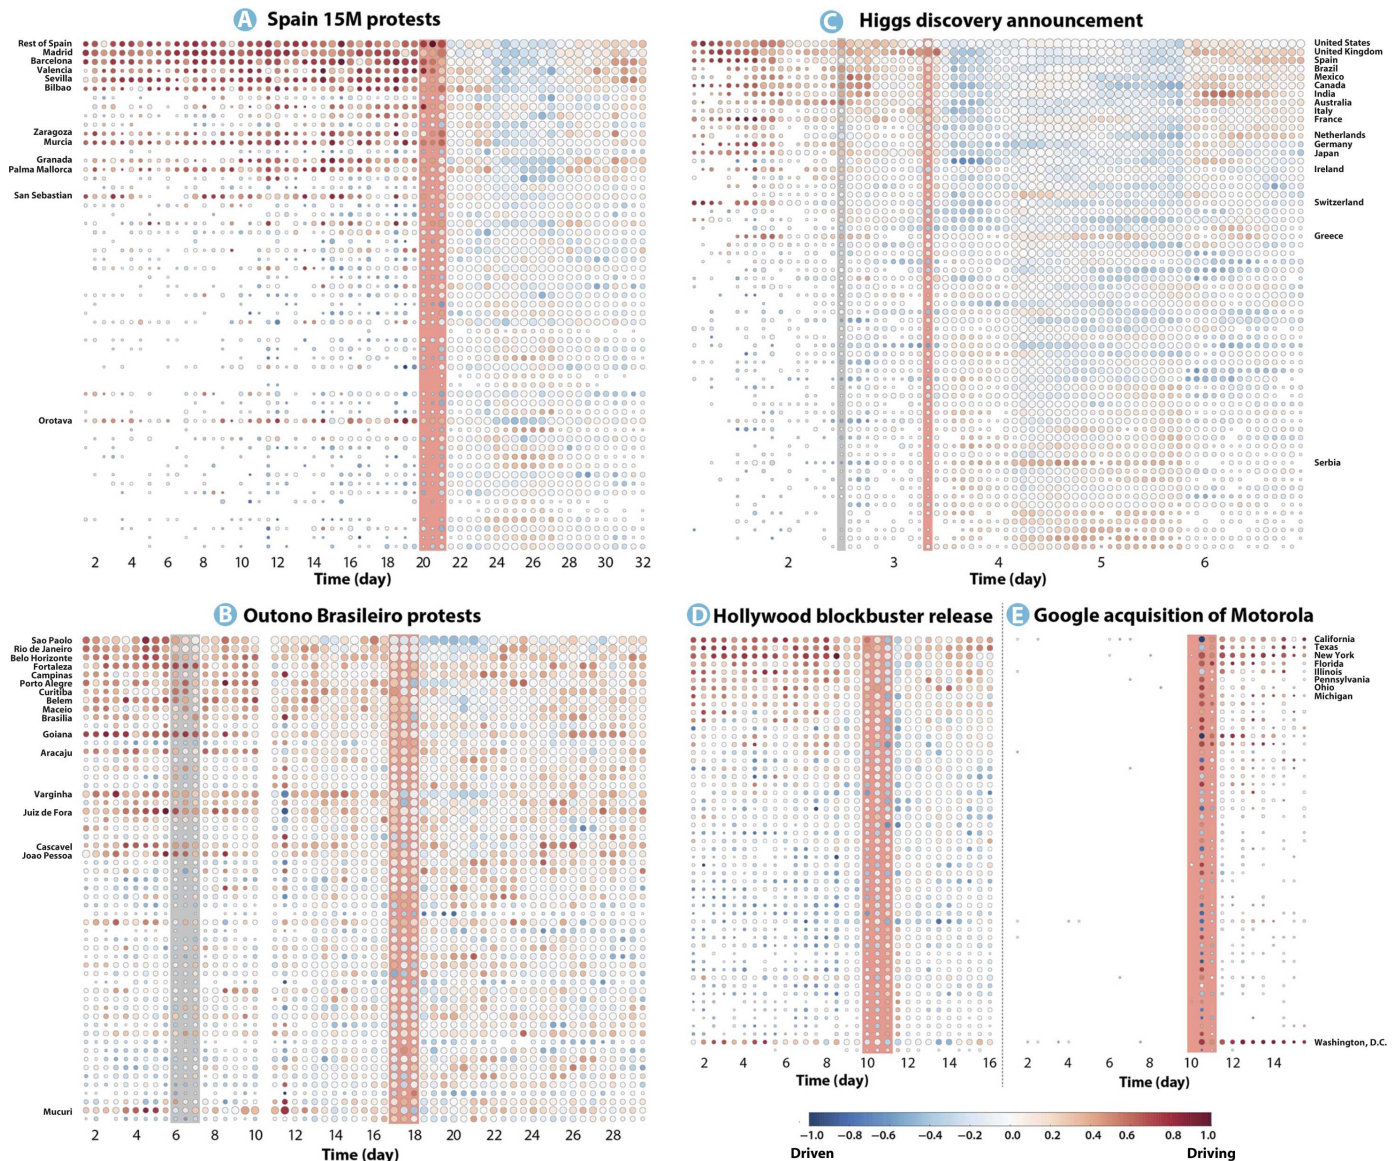 A Spain 15M protests
Rest of Spain
Madrid
Barcelona
Valencia
Sevilla
Bilbao
Zaragoza
Murcia
Granada
Palma Mallorca
San Sebastian
Orotava
2 4 6 8 10 12 14 16 18 20 22 24 26 28 30 32
Time (day)
C Higgs discovery announcement
United States
United Kingdom
Spain
Brazil
Mexico
Canada
India
Australia
Italy
France
Netherlands
Germany
Japan
Ireland
Switzerland
Greece
Serbia
2 3 4 5 6
Time (day)
B Outono Brasileiro protests
Sao Paolo
Rio de Janeiro
Belo Horizonte
Fortaleza
Campinas
Porto Alegre
Curitiba
Belem
Maceio
Brasilia
Goiana
Aracaju
Varginha
Juiz de Fora
Cascavel
Joao Pessoa
Mucuri
2 4 6 8 10 12 14 16 18 20 22 24 26 28
Time (day)
D Hollywood blockbuster release
2 4 6 8 10 12 14 16
Time (day)
E Google acquisition of Motorola
California
Texas
New York
Florida
Illinois
Pennsylvania
Ohio
Michigan
Washington, D.C.
2 4 6 8 10 12 14
Time (day)
−1.0 −0.8 −0.6 −0.4 −0.2 0.0 0.2 0.4 0.6 0.8 1.0
Driven Driving